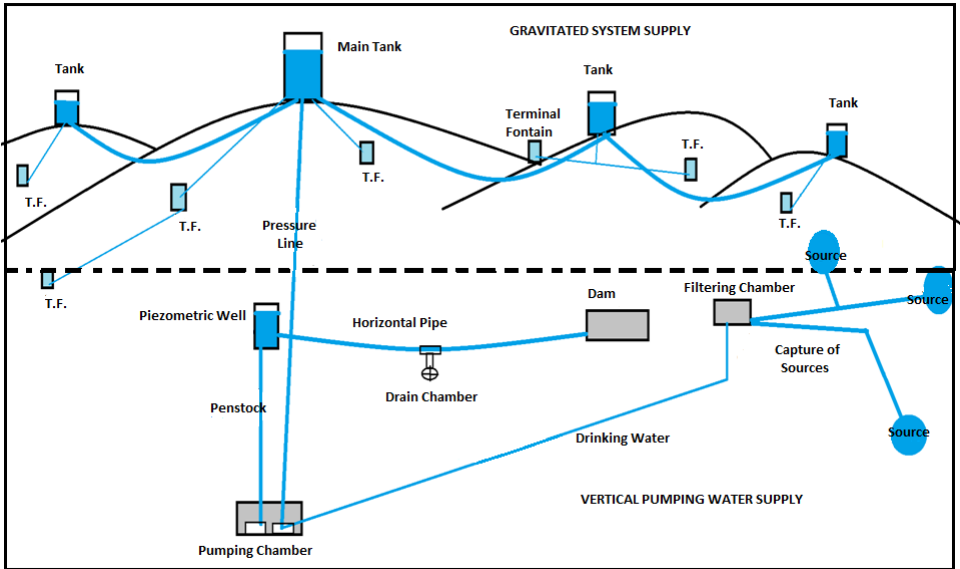 GRAVITATED SYSTEM SUPPLY
Main Tank
Tank
Tank
Tank
Terminal
Fontain
T.F.
T.F.
T.F.
T.F.
T.F.
T.F.
Pressure
Line
Source
Source
Filtering Chamber
Dam
Piezometric Well
Horizontal Pipe
Capture of
Sources
Drain Chamber
Penstock
Source
Drinking Water
VERTICAL PUMPING WATER SUPPLY
Pumping Chamber